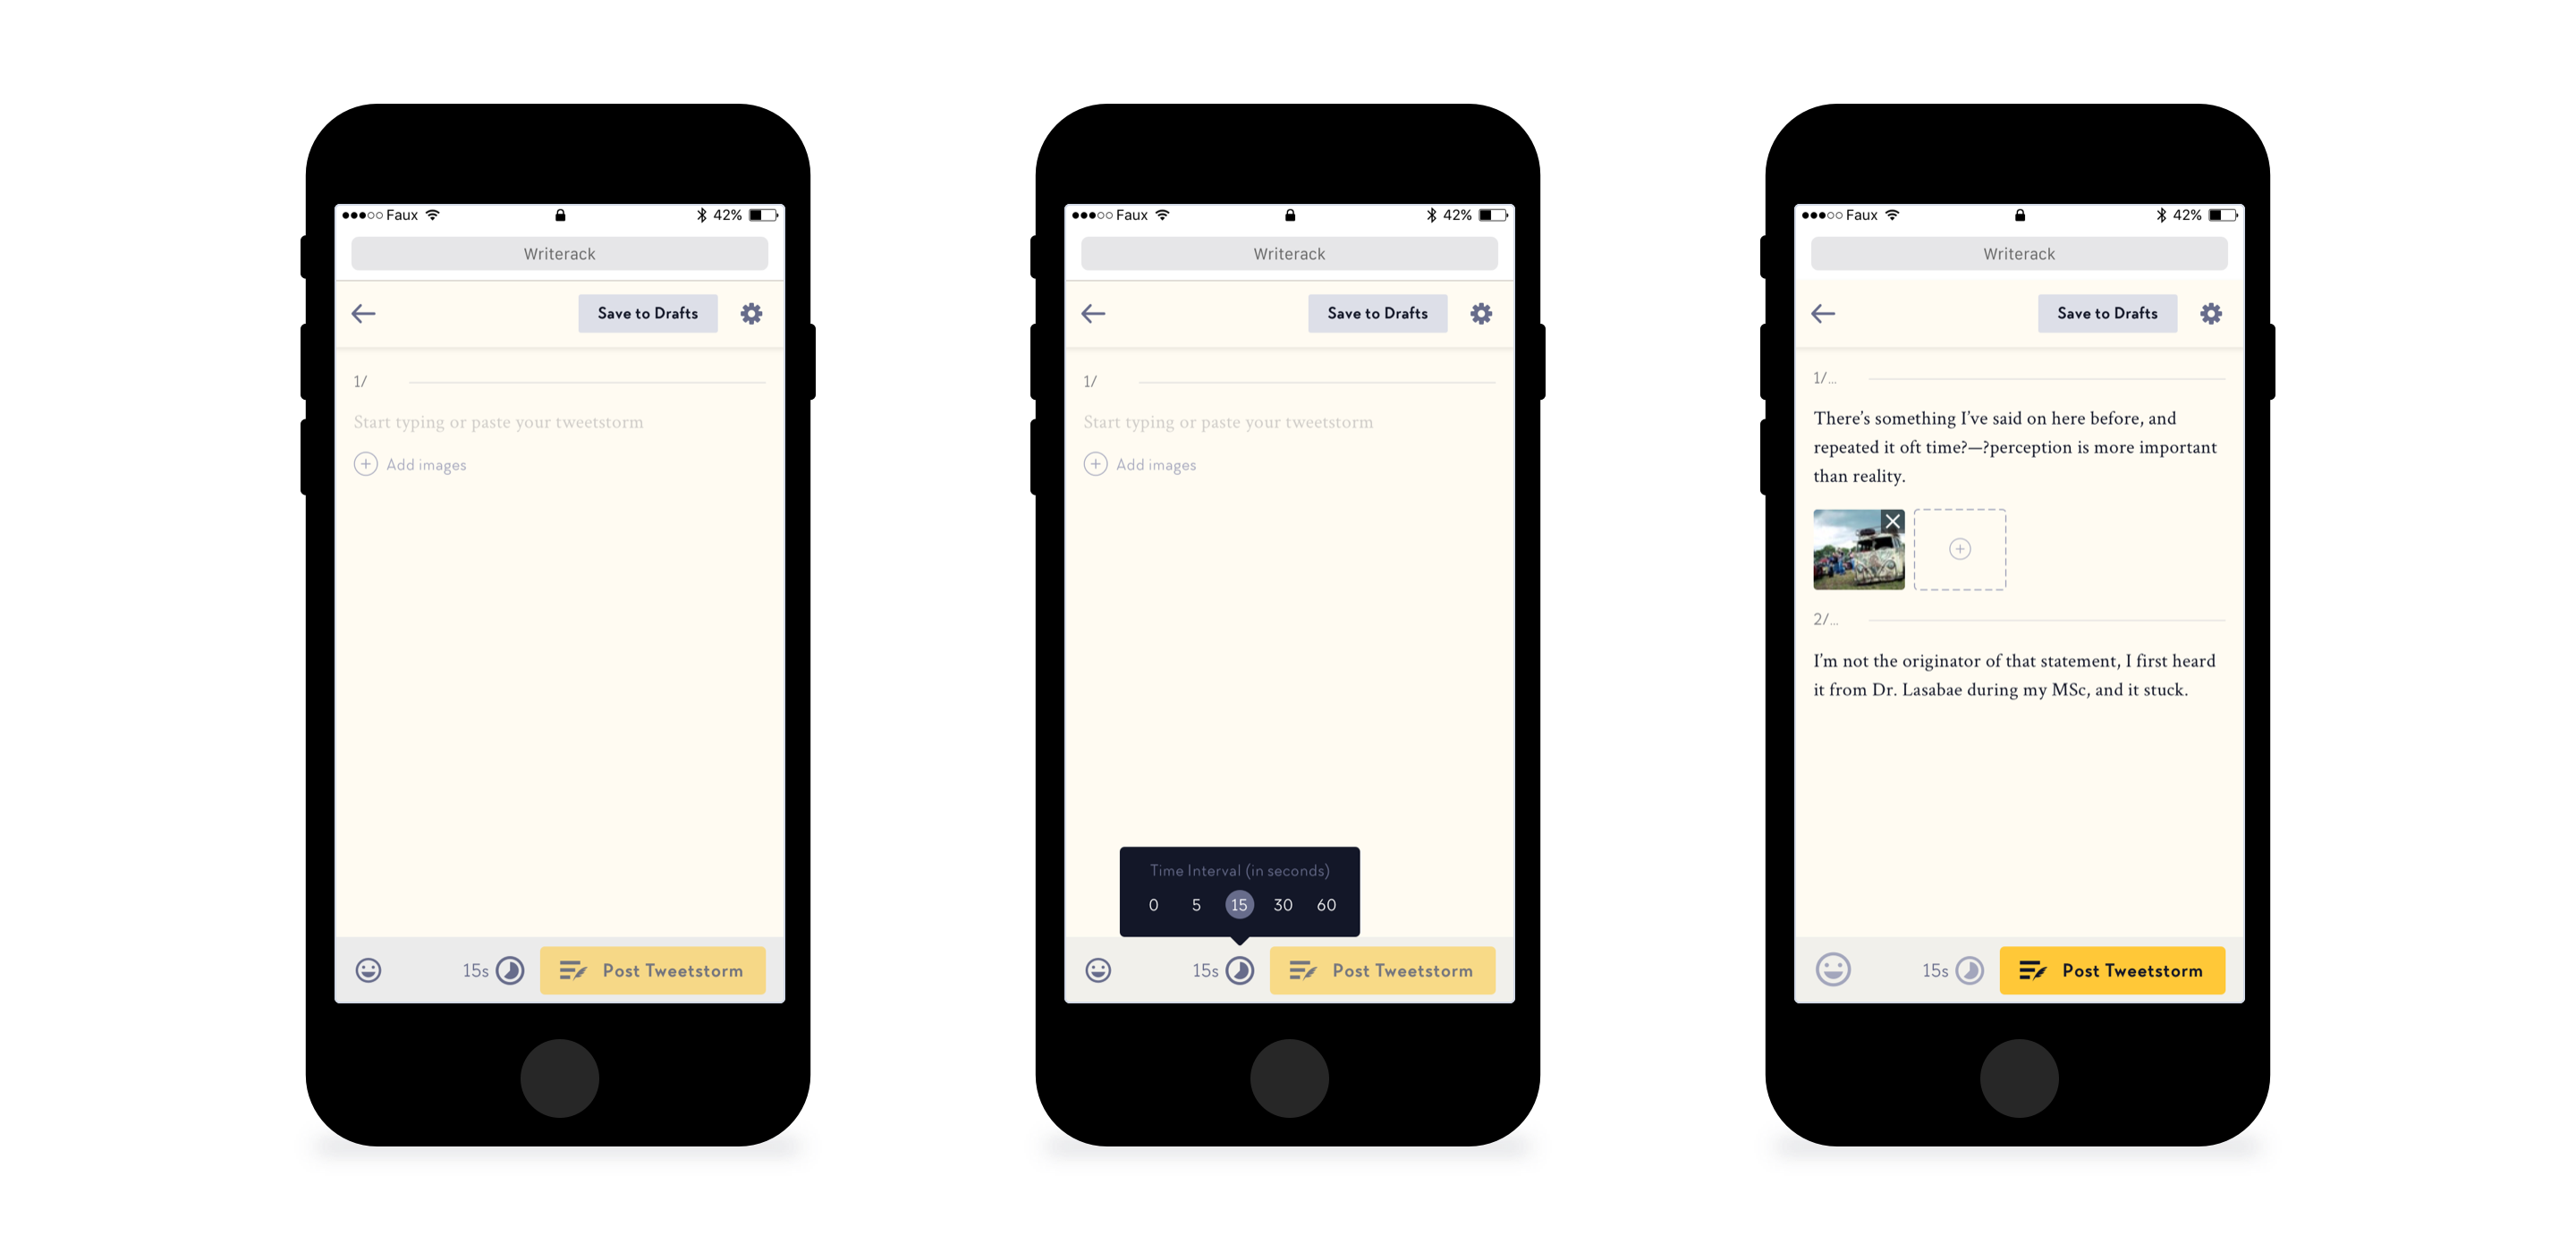 Faux 42%
Writerack
Save to Drafts
1/
Start typing or paste your tweetstorm
Add images
15s Post Tweetstorm
Faux 42%
Writerack
Save to Drafts
1/
Start typing or paste your tweetstorm
Add images
Time Interval (in seconds)
0 5 15 30 60
15s Post Tweetstorm
Faux 42%
Writerack
Save to Drafts
1/...
There’s something I’ve said on here before, and
repeated it oft time?—?perception is more important
than reality.
2/...
I’m not the originator of that statement, I first heard
it from Dr. Lasabae during my MSc, and it stuck.
15s Post Tweetstorm